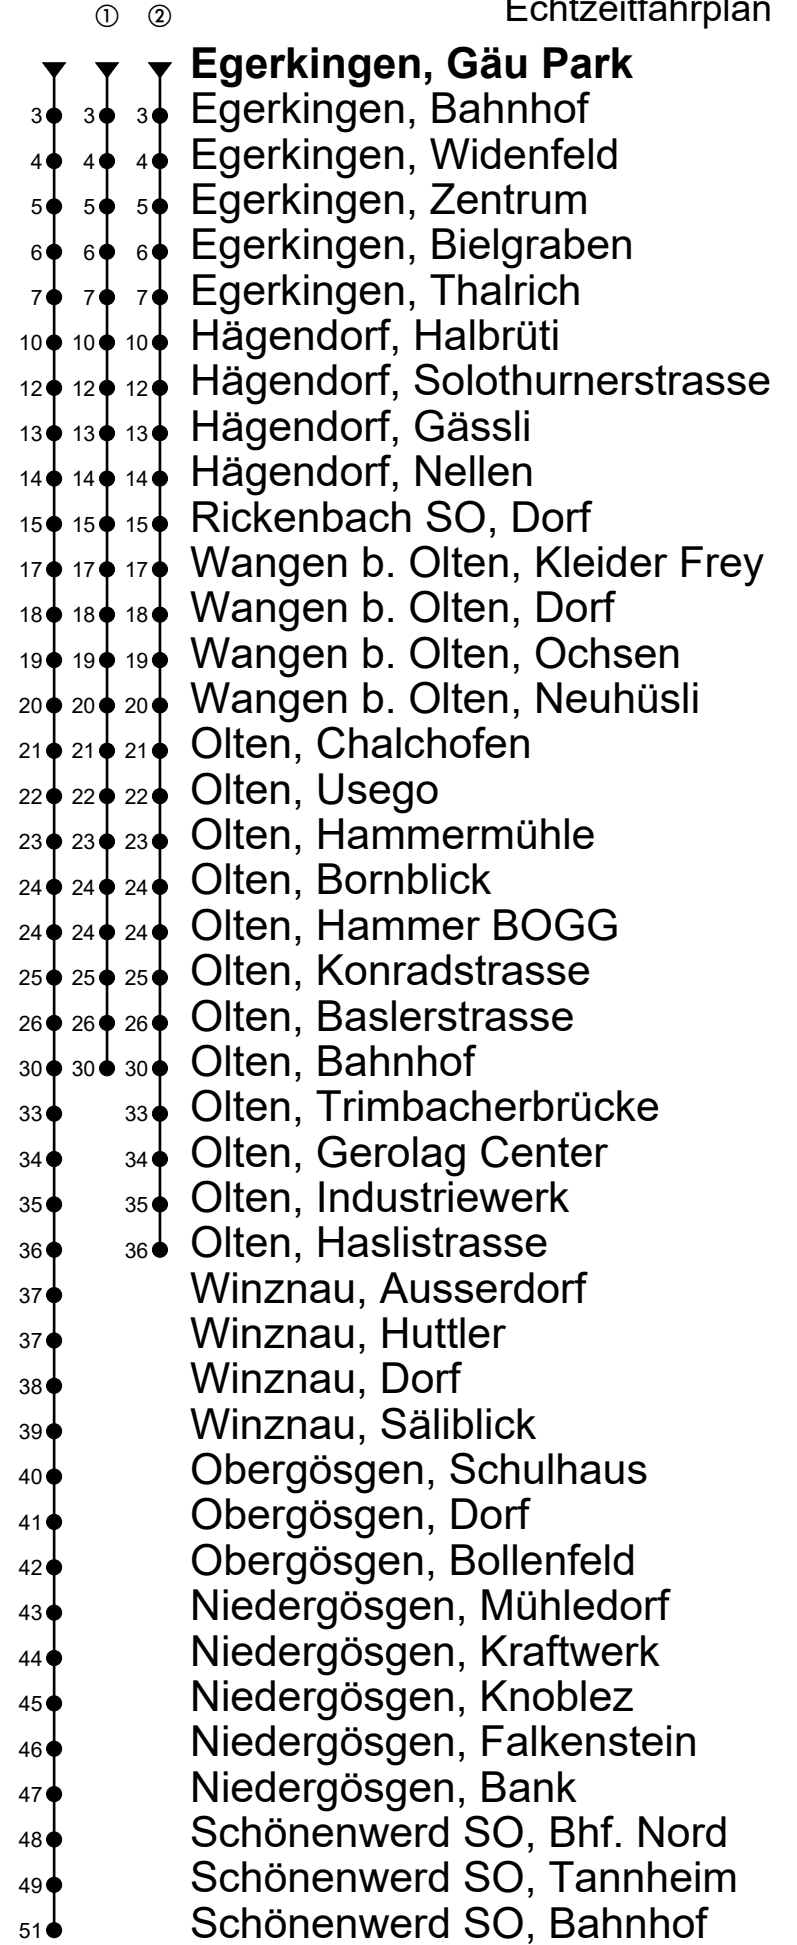 Echtzeitfahrplan
① ②
Egerkingen, Gäu Park
3 3 3 Egerkingen, Bahnhof
4 4 4 Egerkingen, Widenfeld
5 5 5 Egerkingen, Zentrum
6 6 6 Egerkingen, Bielgraben
7 7 7 Egerkingen, Thalrich
10 10 10 Hägendorf, Halbrüti
12 12 12 Hägendorf, Solothurnerstrasse
13 13 13 Hägendorf, Gässli
14 14 14 Hägendorf, Nellen
15 15 15 Rickenbach SO, Dorf
17 17 17 Wangen b. Olten, Kleider Frey
18 18 18 Wangen b. Olten, Dorf
19 19 19 Wangen b. Olten, Ochsen
20 20 20 Wangen b. Olten, Neuhüsli
21 21 21 Olten, Chalchofen
22 22 22 Olten, Usego
23 23 23 Olten, Hammermühle
24 24 24 Olten, Bornblick
24 24 24 Olten, Hammer BOGG
25 25 25 Olten, Konradstrasse
26 26 26 Olten, Baslerstrasse
30 30 30 Olten, Bahnhof
33 33 Olten, Trimbacherbrücke
34 34 Olten, Gerolag Center
35 35 Olten, Industriewerk
36 36 Olten, Haslistrasse
37 Winznau, Ausserdorf
37 Winznau, Huttler
38 Winznau, Dorf
39 Winznau, Säliblick
40 Obergösgen, Schulhaus
41 Obergösgen, Dorf
42 Obergösgen, Bollenfeld
43 Niedergösgen, Mühledorf
44 Niedergösgen, Kraftwerk
45 Niedergösgen, Knoblez
46 Niedergösgen, Falkenstein
47 Niedergösgen, Bank
48 Schönenwerd SO, Bhf. Nord
49 Schönenwerd SO, Tannheim
51 Schönenwerd SO, Bahnhof